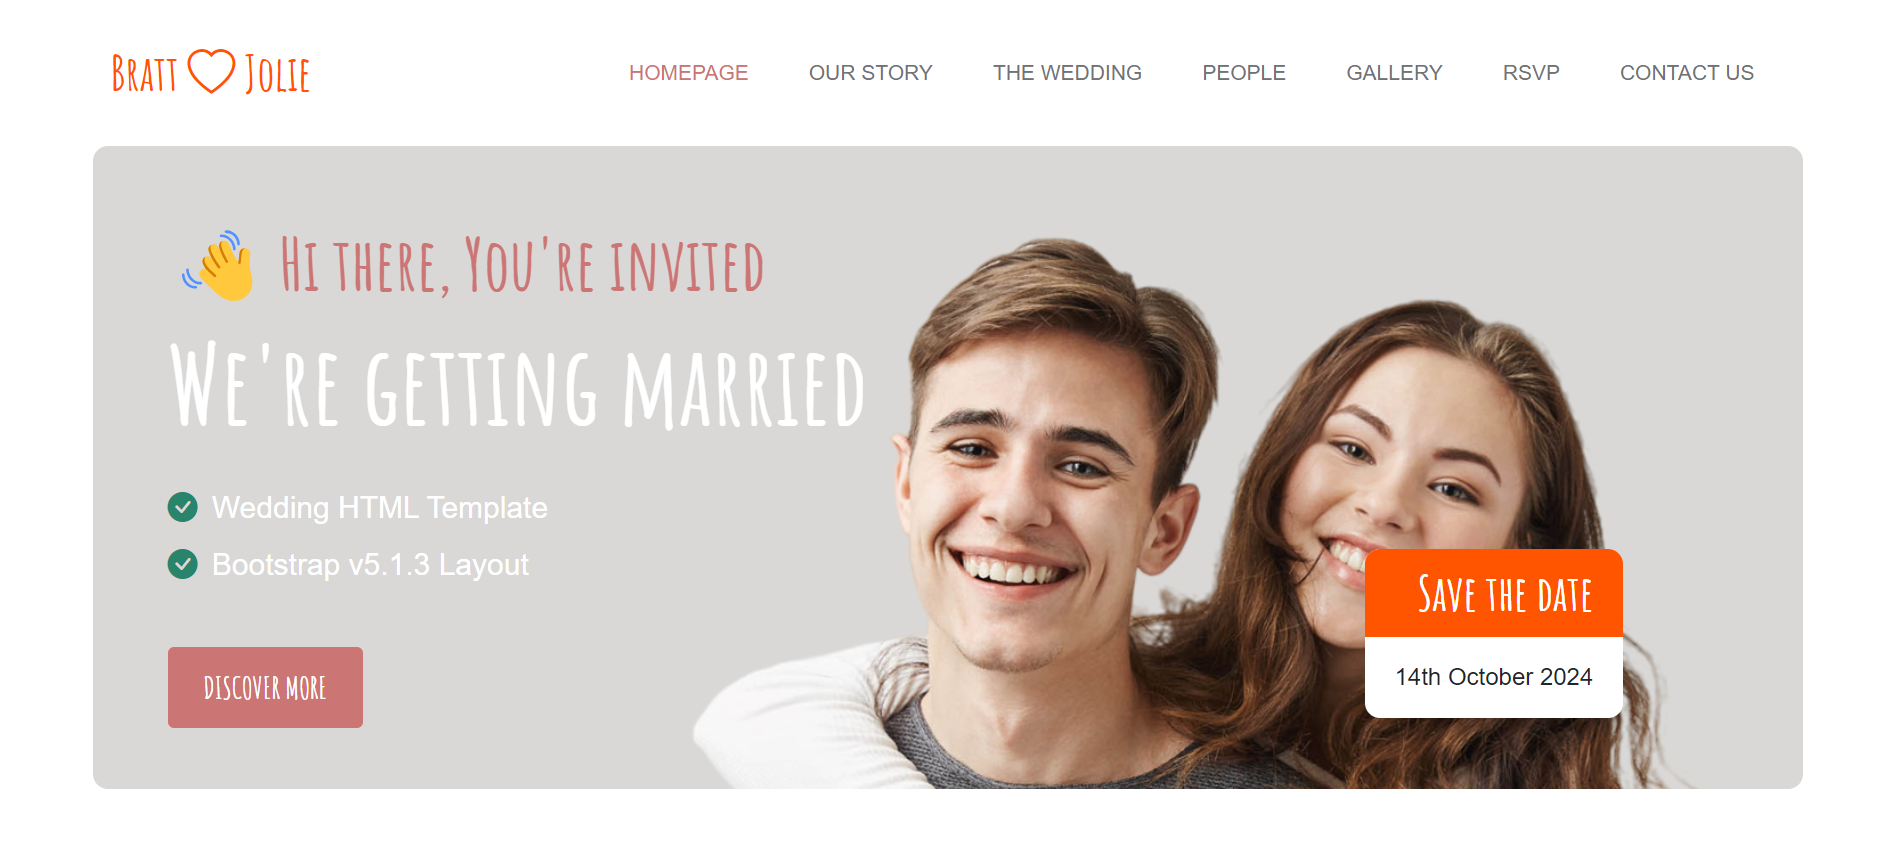 Bratt Jolie
HOMEPAGE OUR STORY THE WEDDING PEOPLE GALLERY RSVP CONTACT US
Hi there, You're invited
We're getting married
Wedding HTML Template
Bootstrap v5.1.3 Layout
DISCOVER MORE
Save the date
14th October 2024